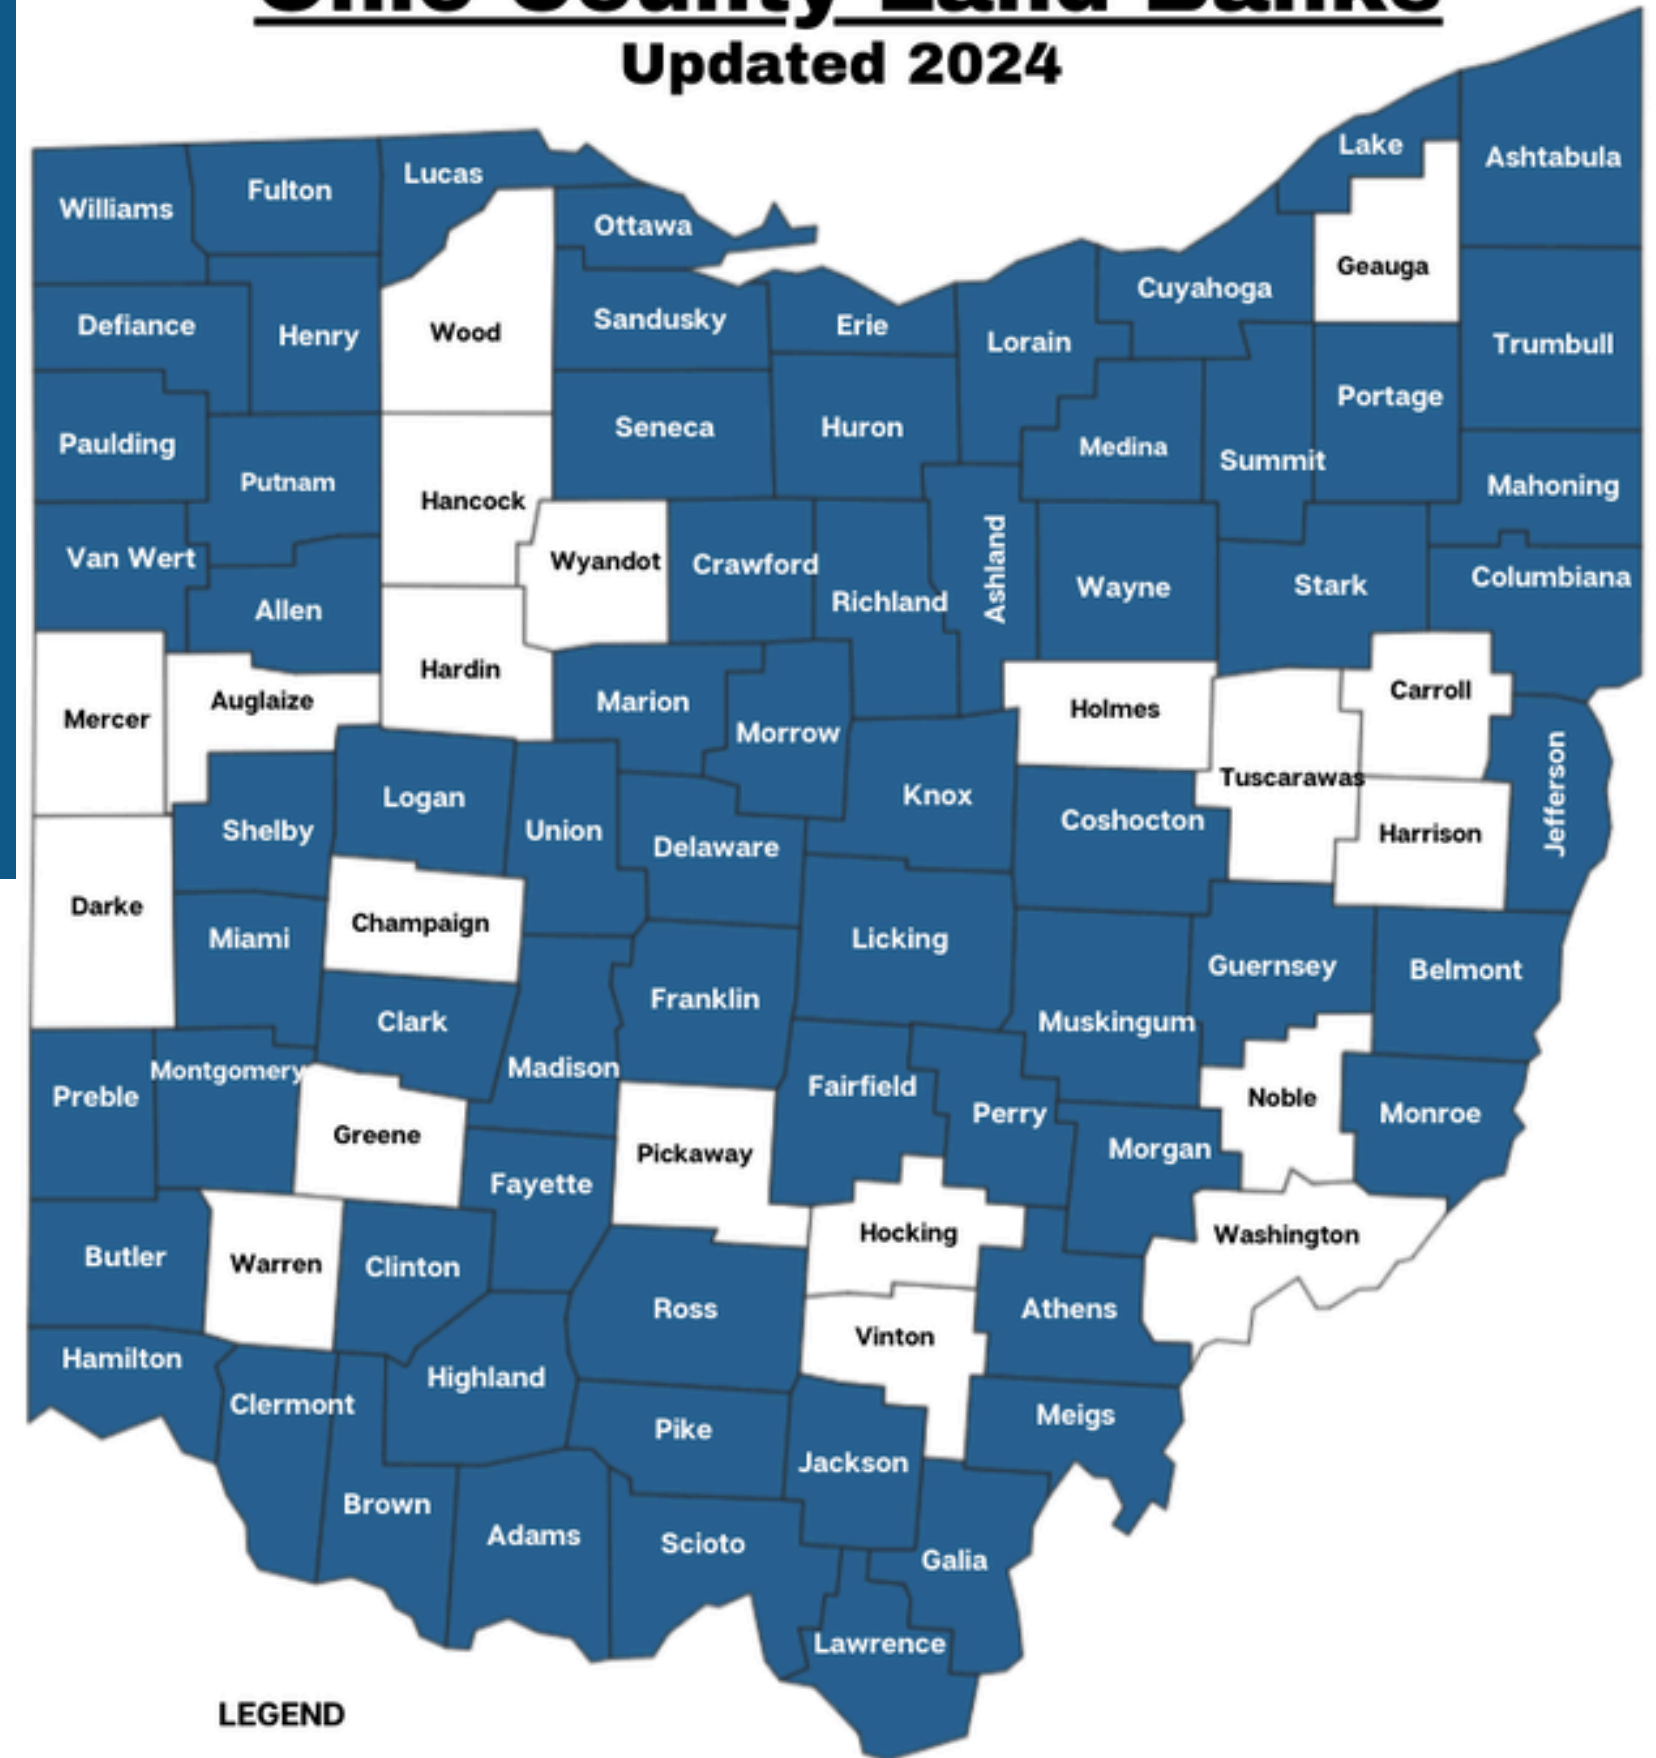 Ohio County Land Banks
Updated 2024
Lake
Ashtabula
Lucas
Fulton
Williams
Ottawa
Geauga
Cuyahoga
Sandusky
Erie
Defiance
Henry
Wood
Lorain
Trumbull
Portage
Seneca
Huron
Paulding
Medina
Summit
Putnam
Mahoning
Hancock
Van Wert
Wyandot
Crawford
Ashland
Columbiana
Stark
Wayne
Richland
Allen
Hardin
Carroll
Auglaize
Marion
Holmes
Mercer
Morrow
Tuscarawas
Jefferson
Logan
Knox
Coshocton
Shelby
Union
Harrison
Delaware
Darke
Champaign
Miami
Licking
Guernsey
Belmont
Franklin
Clark
Muskingum
Madison
Montgomery
Fairfield
Preble
Noble
Perry
Monroe
Greene
Morgan
Pickaway
Fayette
Hocking
Washington
Butler
Warren
Clinton
Ross
Athens
Vinton
Hamilton
Highland
Clermont
Meigs
Pike
Jackson
Brown
Adams
Scioto
Galia
Lawrence
LEGEND